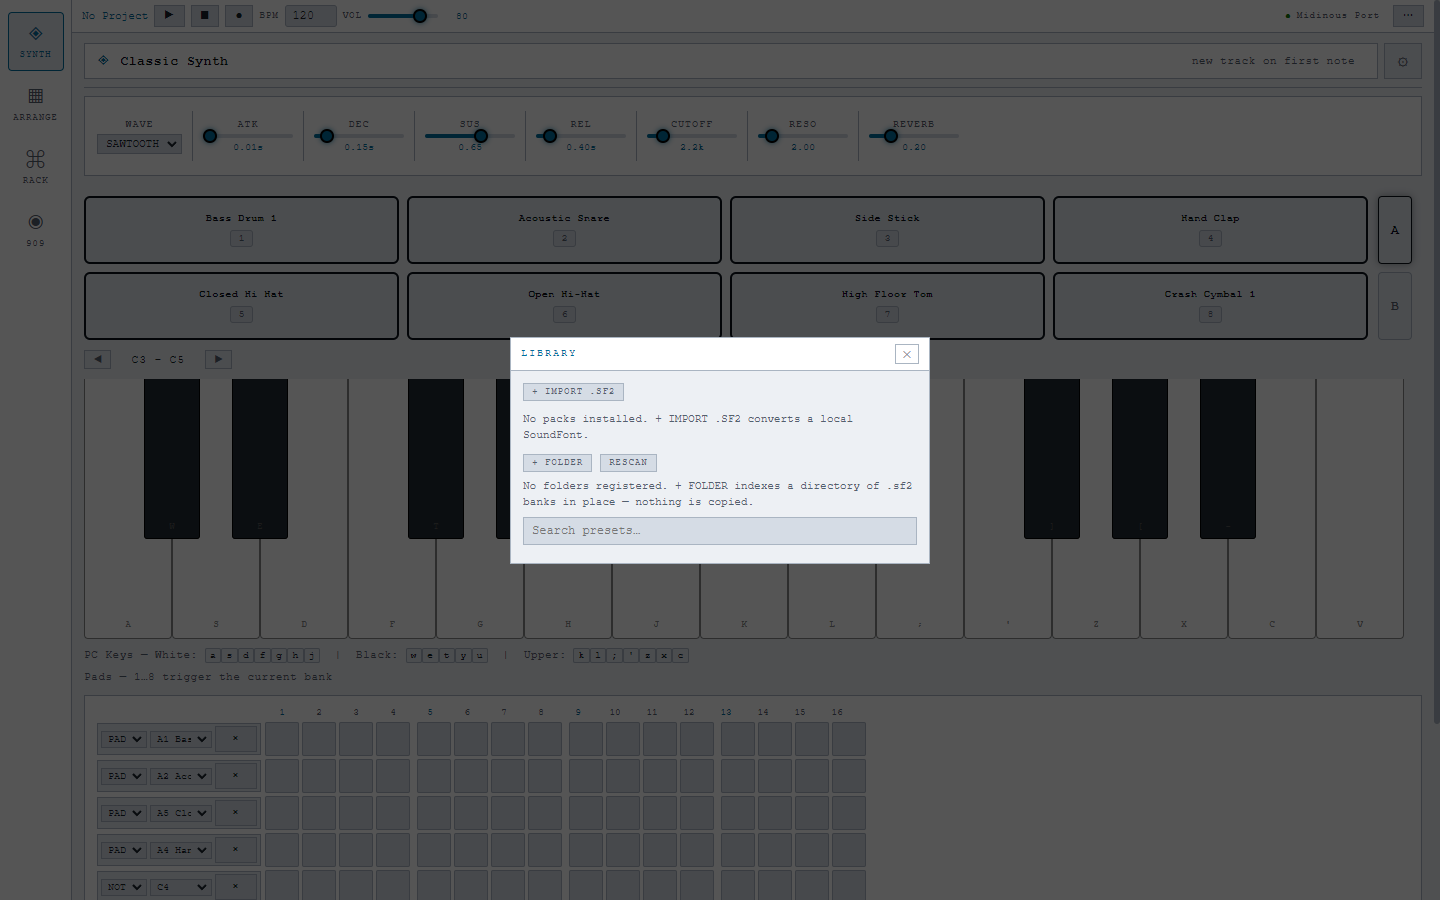 No Project
BPM 120 VOL 80
Midinous Port
...
SYNTH
ARRANGE
RACK
909
Classic Synth
new track on first note
WAVE ATK DEC SUS REL CUTOFF RESO REVERB
SAWTOOTH 0.01s 0.15s 0.65 0.40s 2.2k 2.00 0.20
Bass Drum 1 Acoustic Snare Side Stick Hand Clap A
1 2 3 4
Closed Hi Hat Open Hi-Hat High Floor Tom Crash Cymbal 1 B
5 6 7 8
C3 – C5
LIBRARY
+ IMPORT .SF2
No packs installed. + IMPORT .SF2 converts a local
SoundFont.
+ FOLDER RESCAN
No folders registered. + FOLDER indexes a directory of .sf2
banks in place — nothing is copied.
Search presets…
A S D F G H J K L ; ' Z X C V
PC Keys — White: a s d f g h j | Black: w e t y u | Upper: k l ; ' z x c
Pads — 1…8 trigger the current bank
1 2 3 4 5 6 7 8 9 10 11 12 13 14 15 16
PAD A1 Bas ×
PAD A2 Acc ×
PAD A5 Clc ×
PAD A4 Har ×
NOT C4 ×